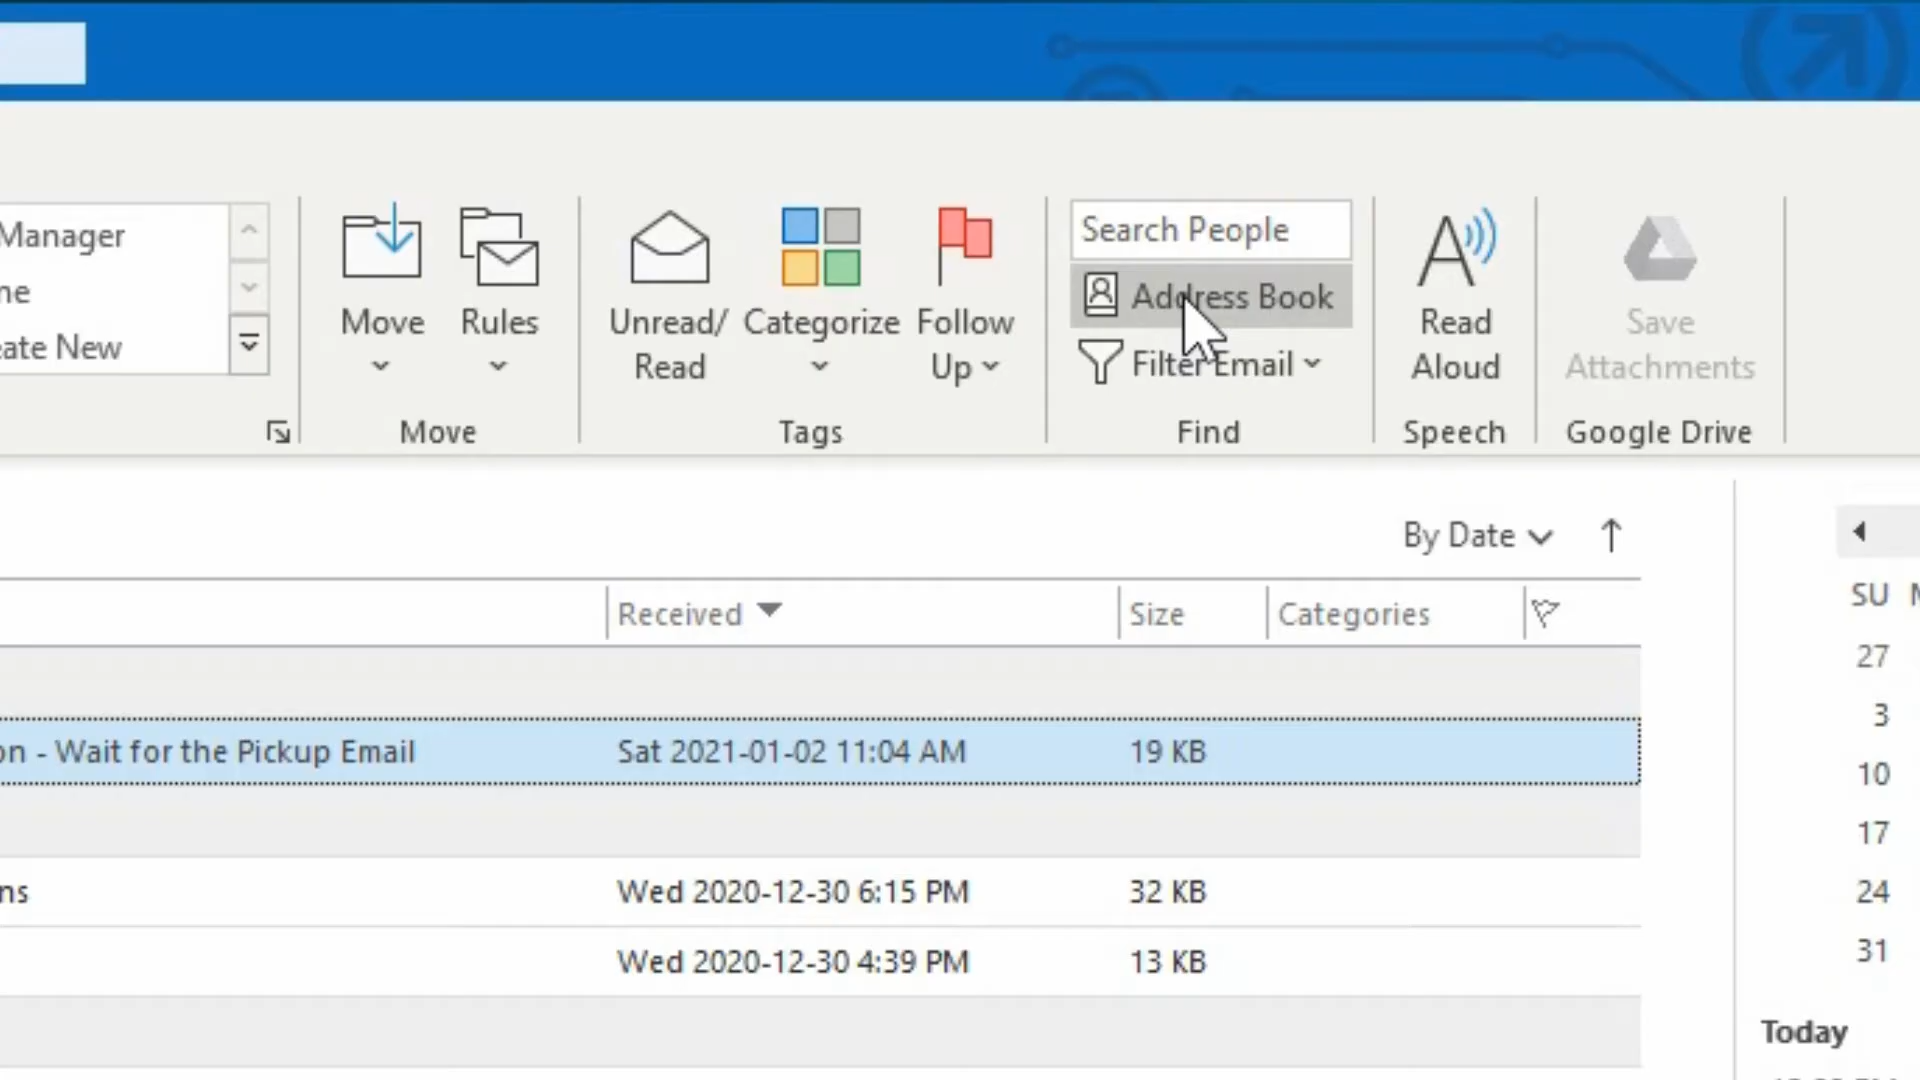 Manager
me
eate New
Move
Rules
Move
Unread/
Read
Categorize
Follow
Up
Tags
Search People
Address Book
Filter Email
Find
Read
Aloud
Speech
Save
Attachments
Google Drive
By Date
Received
Size
Categories
on - Wait for the Pickup Email
Sat 2021-01-02 11:04 AM
19 KB
ns
Wed 2020-12-30 6:15 PM
32 KB
Wed 2020-12-30 4:39 PM
13 KB
SU
27
3
10
17
24
31
Today